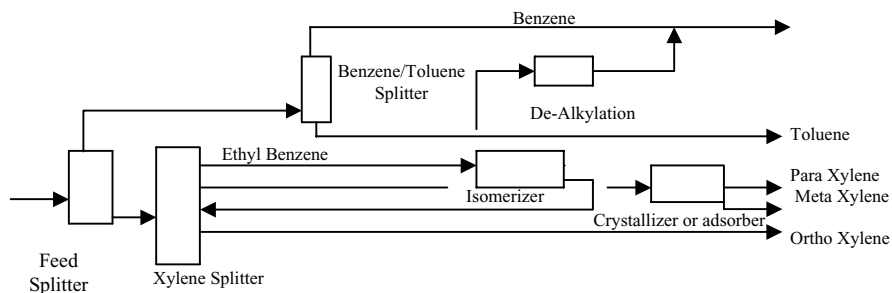 Benzene
Benzene/Toluene
Splitter
De-Alkylation
Toluene
Ethyl Benzene
Isomerizer
Para Xylene
Meta Xylene
Crystallizer or adsorber
Ortho Xylene
Feed
Splitter
Xylene Splitter